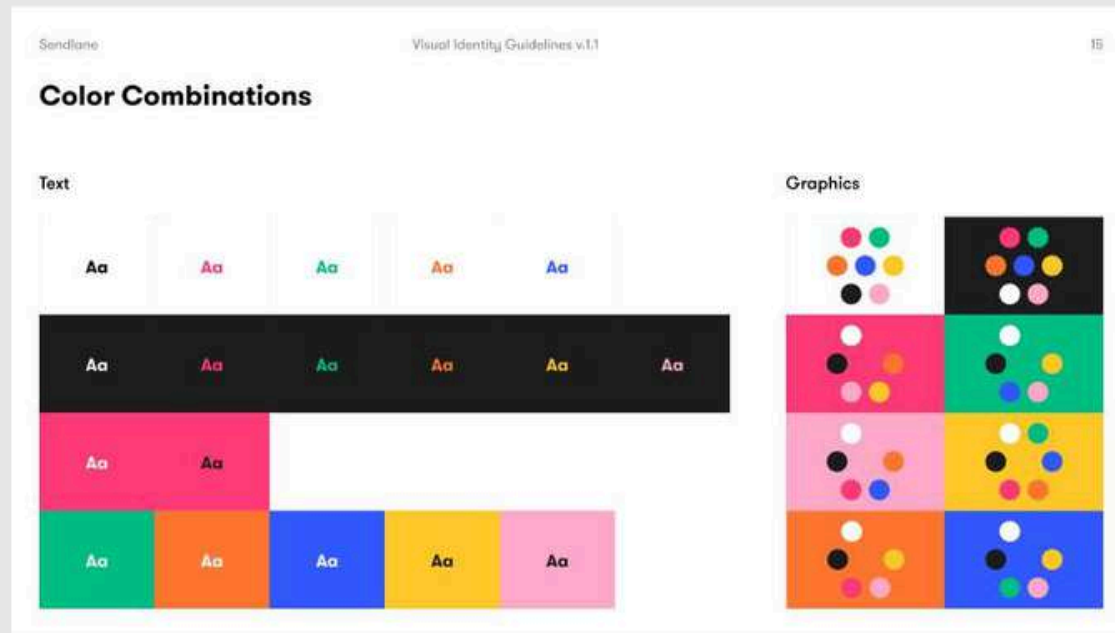 Sendlane Visual Identity Guidelines v.1.1 15
Color Combinations
Text Graphics
Aa Aa Aa Aa Aa
Aa Aa Aa Aa Aa Aa
Aa Aa
Aa Aa Aa Aa Aa